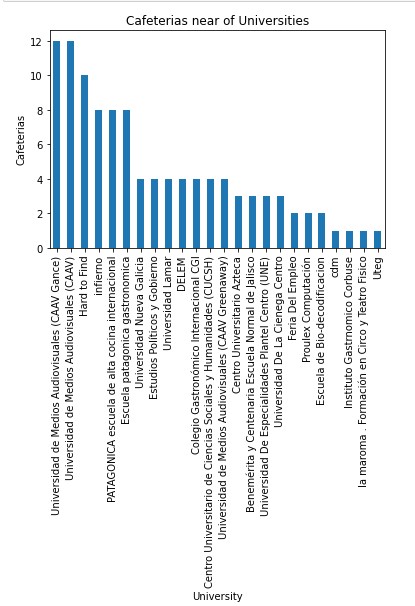 Cafeterias near of Universities
Cafeterias
12
10
8
6
4
2
0
Universidad de Medios Audiovisuales (CAAV Gance)
Universidad de Medios Audiovisuales (CAAV)
Hard to Find
infierno
PATAGONICA escuela de alta cocina internacional
Escuela patagonica gastronomica
Universidad Nueva Galicia
Estudios Políticos y Gobierno
Universidad Lamar
DELEM
Colegio Gastronómico Internacional CGI
Centro Universitario de Ciencias Sociales y Humanidades (CUCSH)
Universidad de Medios Audiovisuales (CAAV Greenaway)
Centro Universitario Azteca
Benemérita y Centenaria Escuela Normal de Jalisco
Universidad De Especialidades Plantel Centro (UNE)
Universidad De La Cienega Centro
Feria Del Empleo
Proulex Computación
Escuela de Bio-decodificacion
cdm
Instituto Gastrnomico Corbuse
la maroma . Formación en Circo y Teatro Físico
Uteg
University